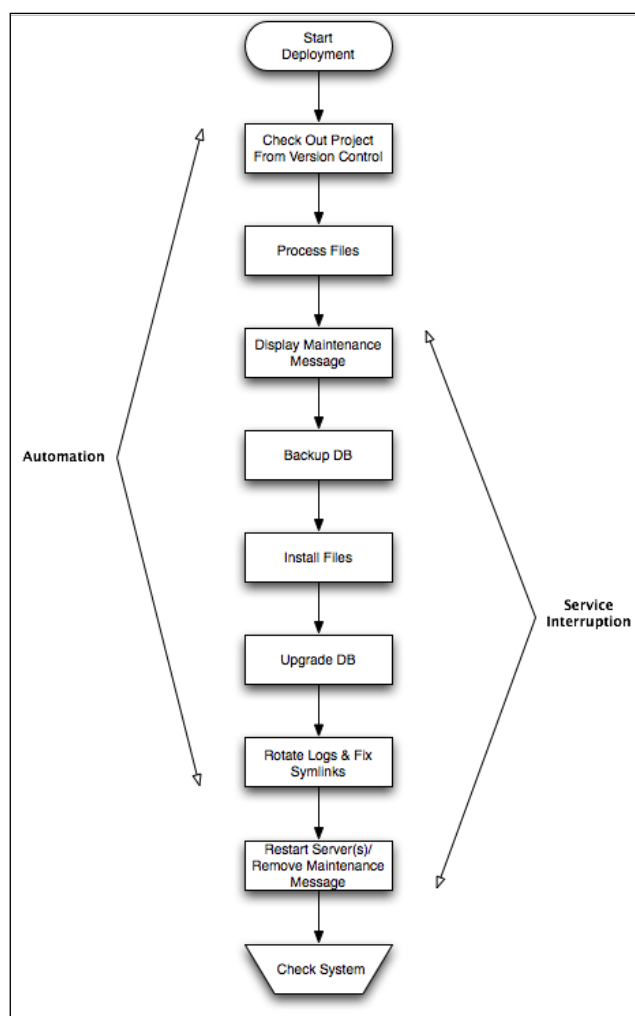 Start
Deployment
Check Out Project
From Version Control
Process Files
Display Maintenance
Message
Backup DB
Automation
Install Files
Service
Interruption
Upgrade DB
Rotate Logs & Fix
Symlinks
Restart Server(s)/
Remove Maintenance
Message
Check System